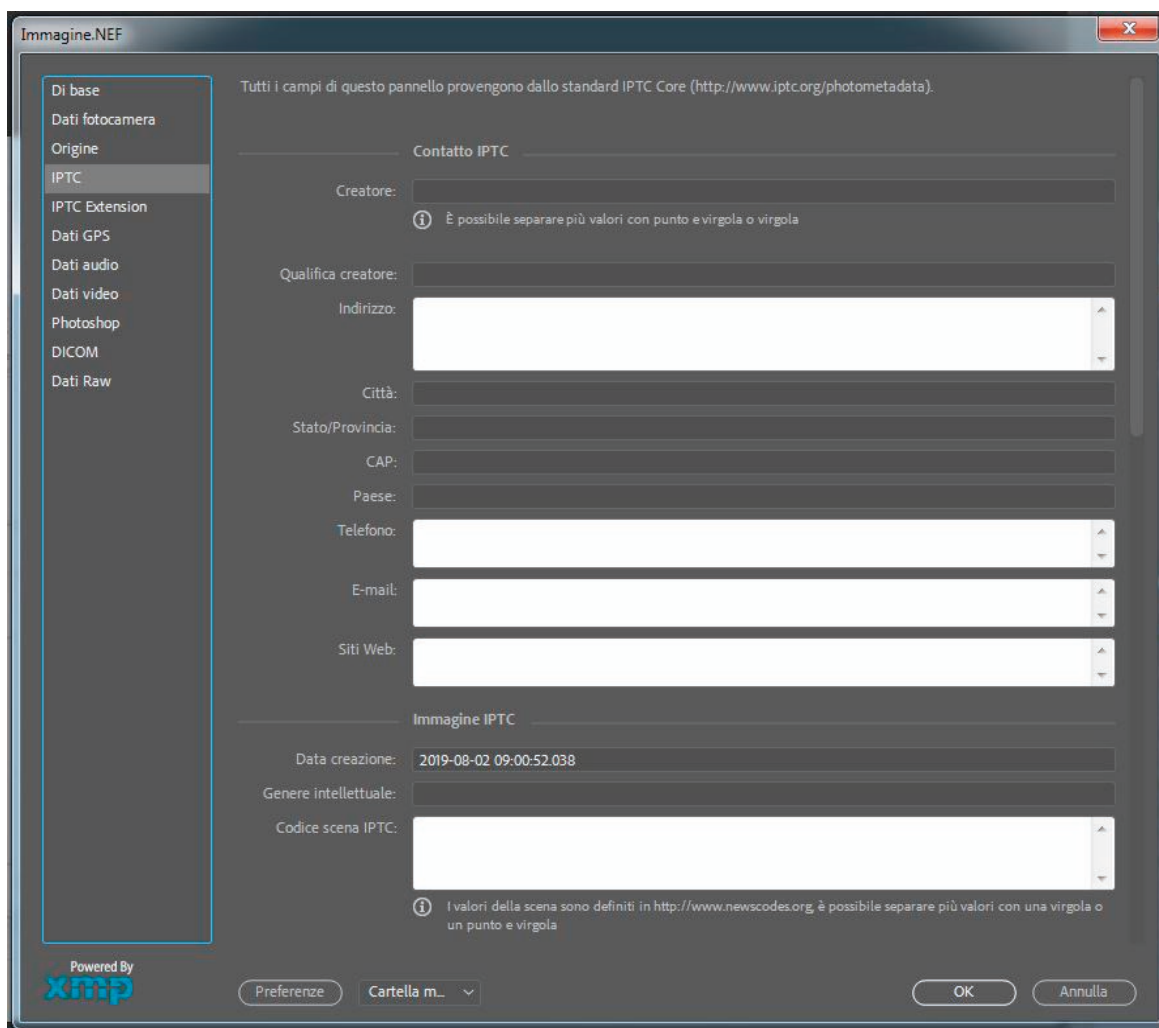 Immagine.NEF
Di base
Dati fotocamera
Origine
IPTC
IPTC Extension
Dati GPS
Dati audio
Dati video
Photoshop
DICOM
Dati Raw
Tutti i campi di questo pannello provengono dallo standard IPTC Core (http://www.iptc.org/photometadata).
Contatto IPTC
Creatore:
È possibile separare più valori con punto e virgola o virgola
Qualifica creatore:
Indirizzo:
Città:
Stato/Provincia:
CAP:
Paese:
Telefono:
E-mail:
Siti Web:
Immagine IPTC
Data creazione: 2019-08-02 09:00:52.038
Genere intellettuale:
Codice scena IPTC:
I valori della scena sono definiti in http://www.newscodes.org, è possibile separare più valori con una virgola o
un punto e virgola
Powered By
xmp
Preferenze
Cartella m...
OK
Annulla